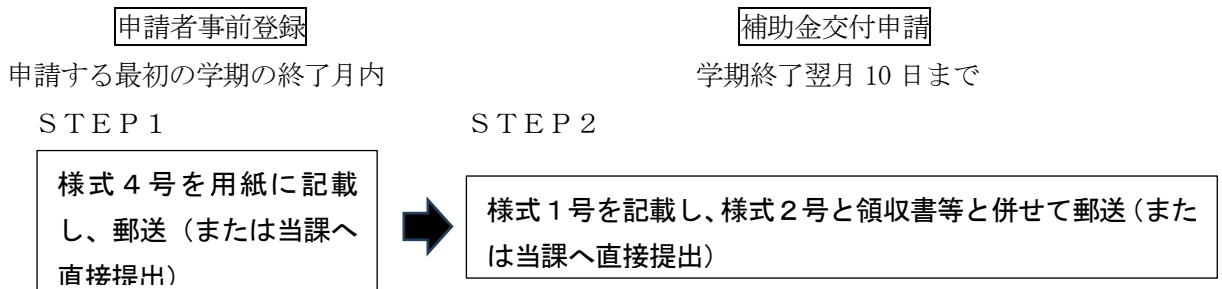 申請者事前登録
補助金交付申請
申請する最初の学期の終了月内
学期終了翌月 10 日まで
ＳＴＥＰ１
ＳＴＥＰ２
様式４号を用紙に記載
し、郵送（または当課へ
直接提出）
様式１号を記載し、様式２号と領収書等と併せて郵送（また
は当課へ直接提出）